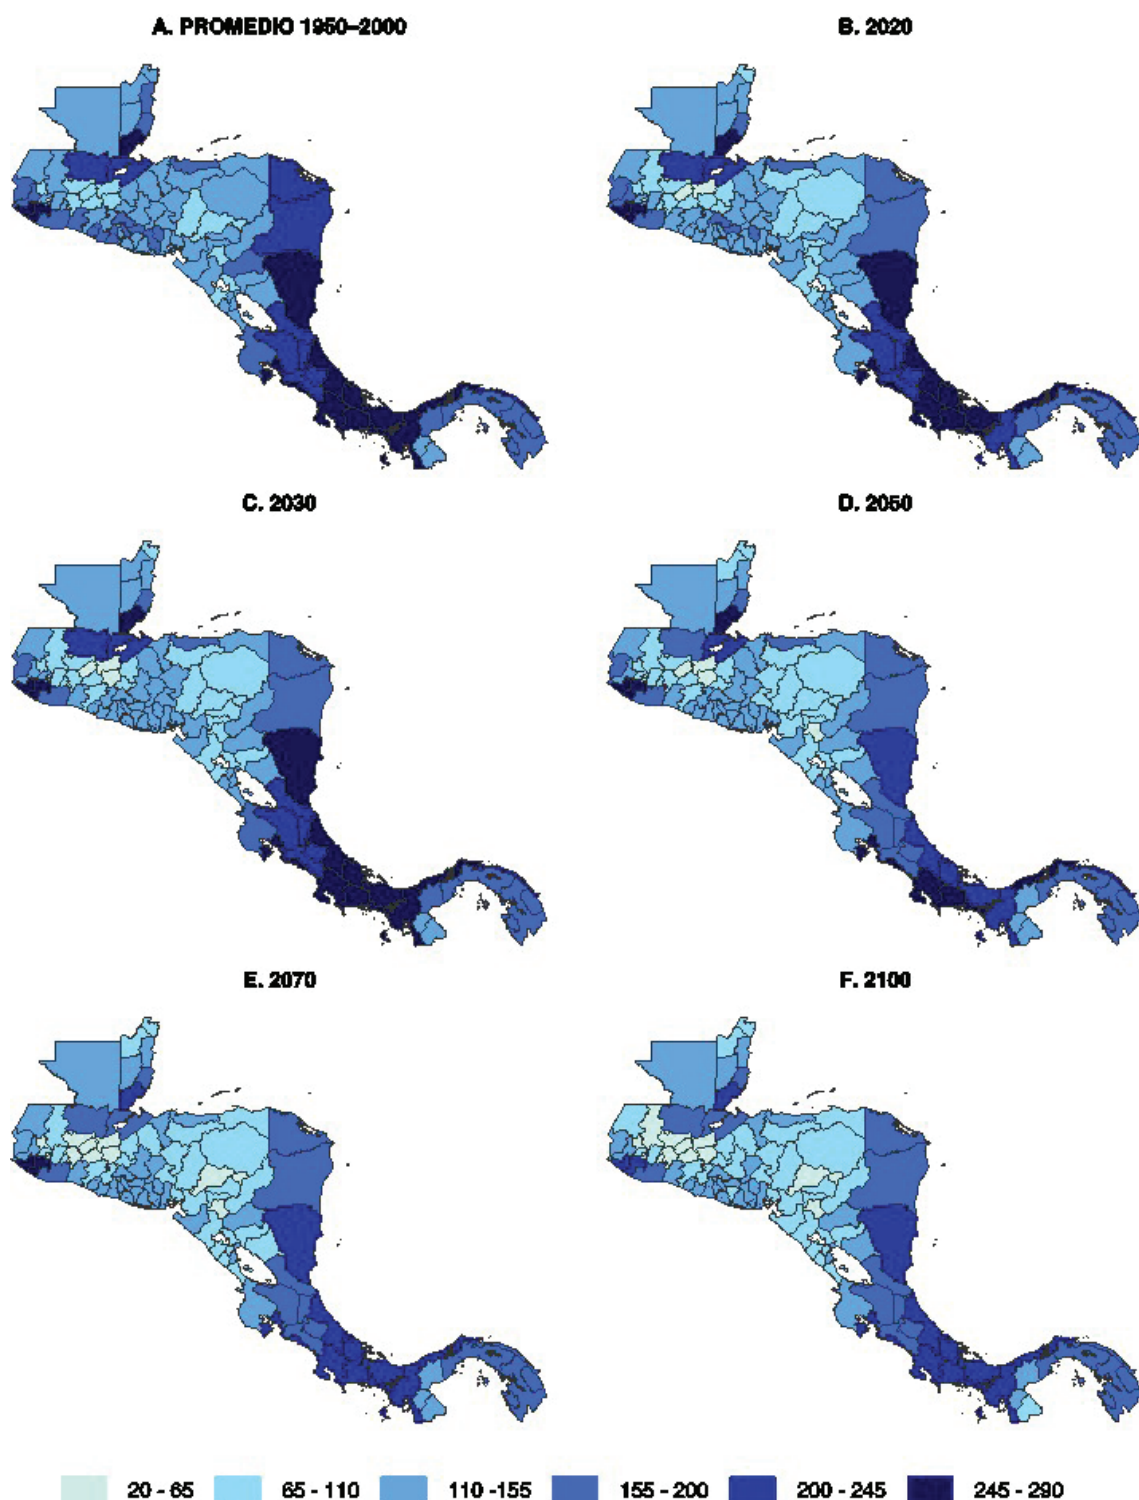 A. PROMEDIO 1950–2000
B. 2020
C. 2030
D. 2050
E. 2070
F. 2100
20 - 65
65 - 110
110 -155
155 - 200
200 - 245
245 - 290